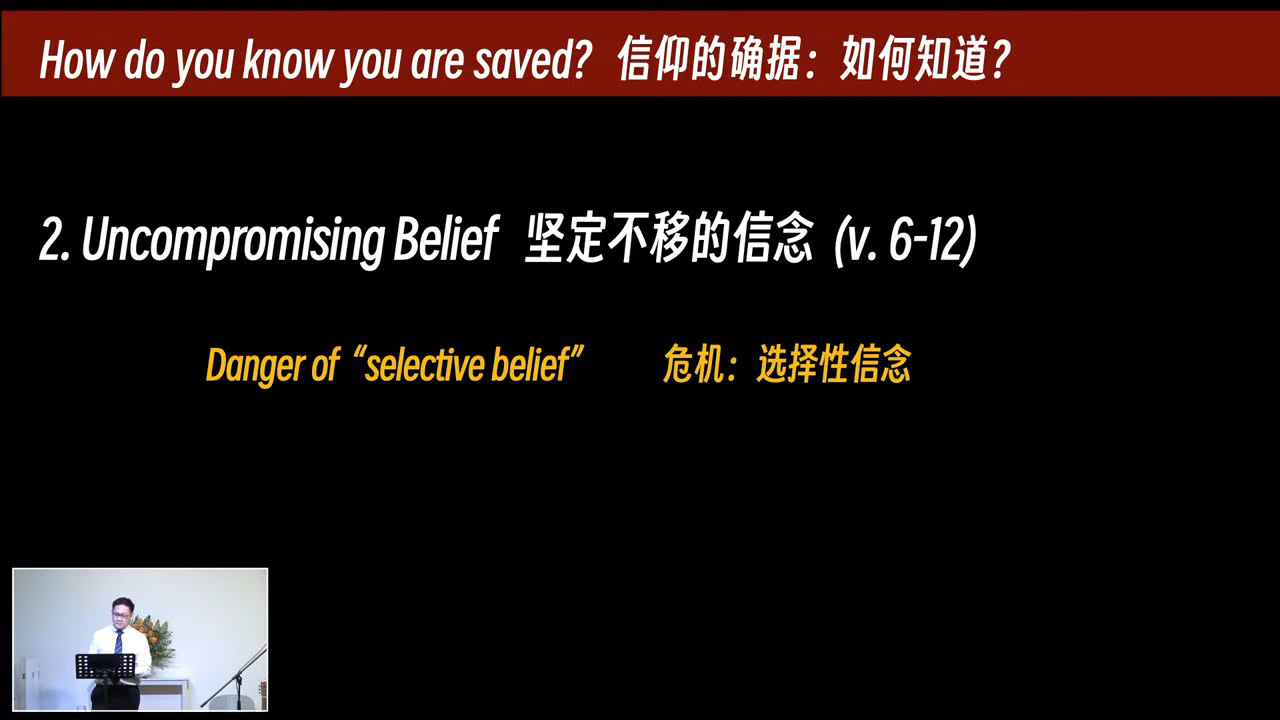 How do you know you are saved? 信仰的确据：如何知道？
2. Uncompromising Belief 坚定不移的信念 (v. 6-12)
Danger of “selective belief” 危机：选择性信念